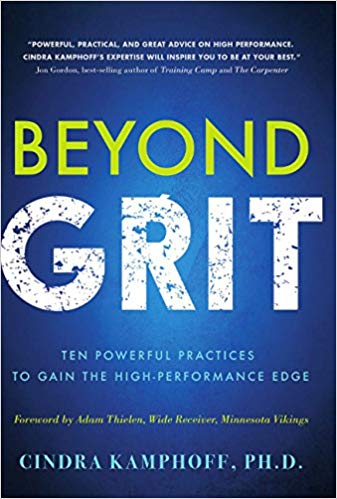 "POWERFUL, PRACTICAL, AND GREAT ADVICE ON HIGH PERFORMANCE.
CINDRA KAMPHOFF'S EXPERTISE WILL INSPIRE YOU TO BE AT YOUR BEST."
Jon Gordon, best-selling author of Training Camp and The Carpenter
BEYOND
GRIT
TEN POWERFUL PRACTICES
TO GAIN THE HIGH-PERFORMANCE EDGE
Foreword by Adam Thielen, Wide Receiver, Minnesota Vikings
CINDRA KAMPHOFF, PH.D.